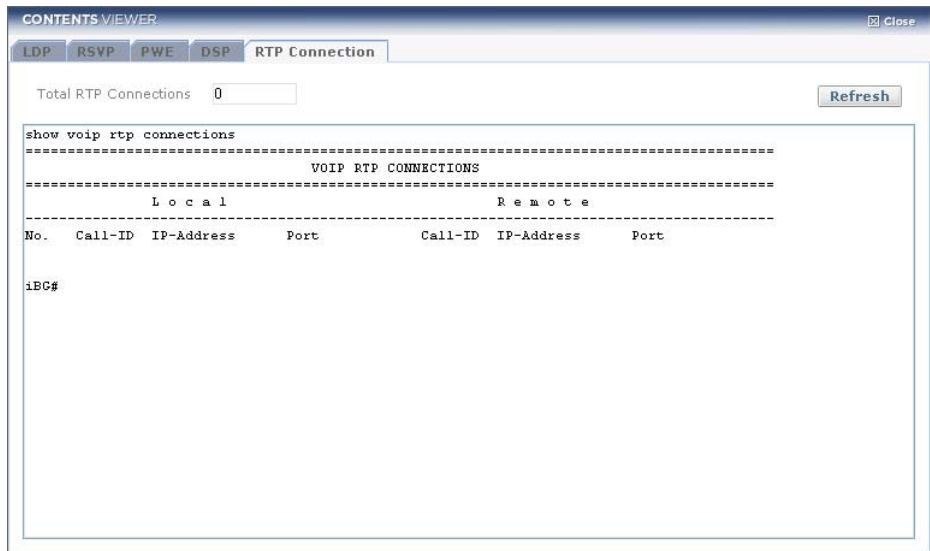 CONTENTS VIEWER
Close
LDP RSVP PWE DSP RTP Connection
Total RTP Connections 0
Refresh
show voip rtp connections
=========================================================================================
VOIP RTP CONNECTIONS
=========================================================================================
L o c a l R e m o t e
-----------------------------------------------------------------------------------------
No. Call-ID IP-Address Port Call-ID IP-Address Port
iBG#